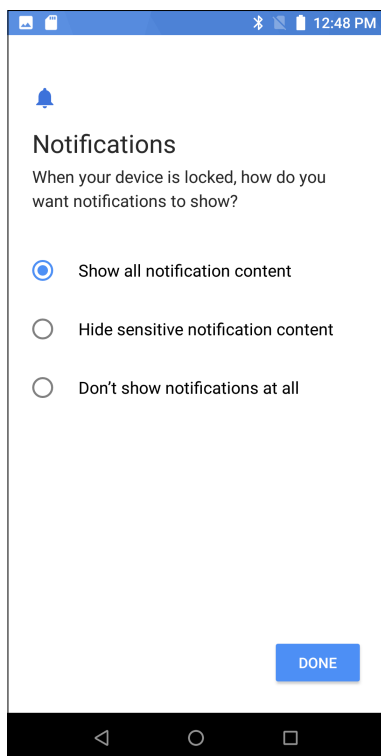 12:48 PM
Notifications
When your device is locked, how do you
want notifications to show?
Show all notification content
Hide sensitive notification content
Don’t show notifications at all
DONE